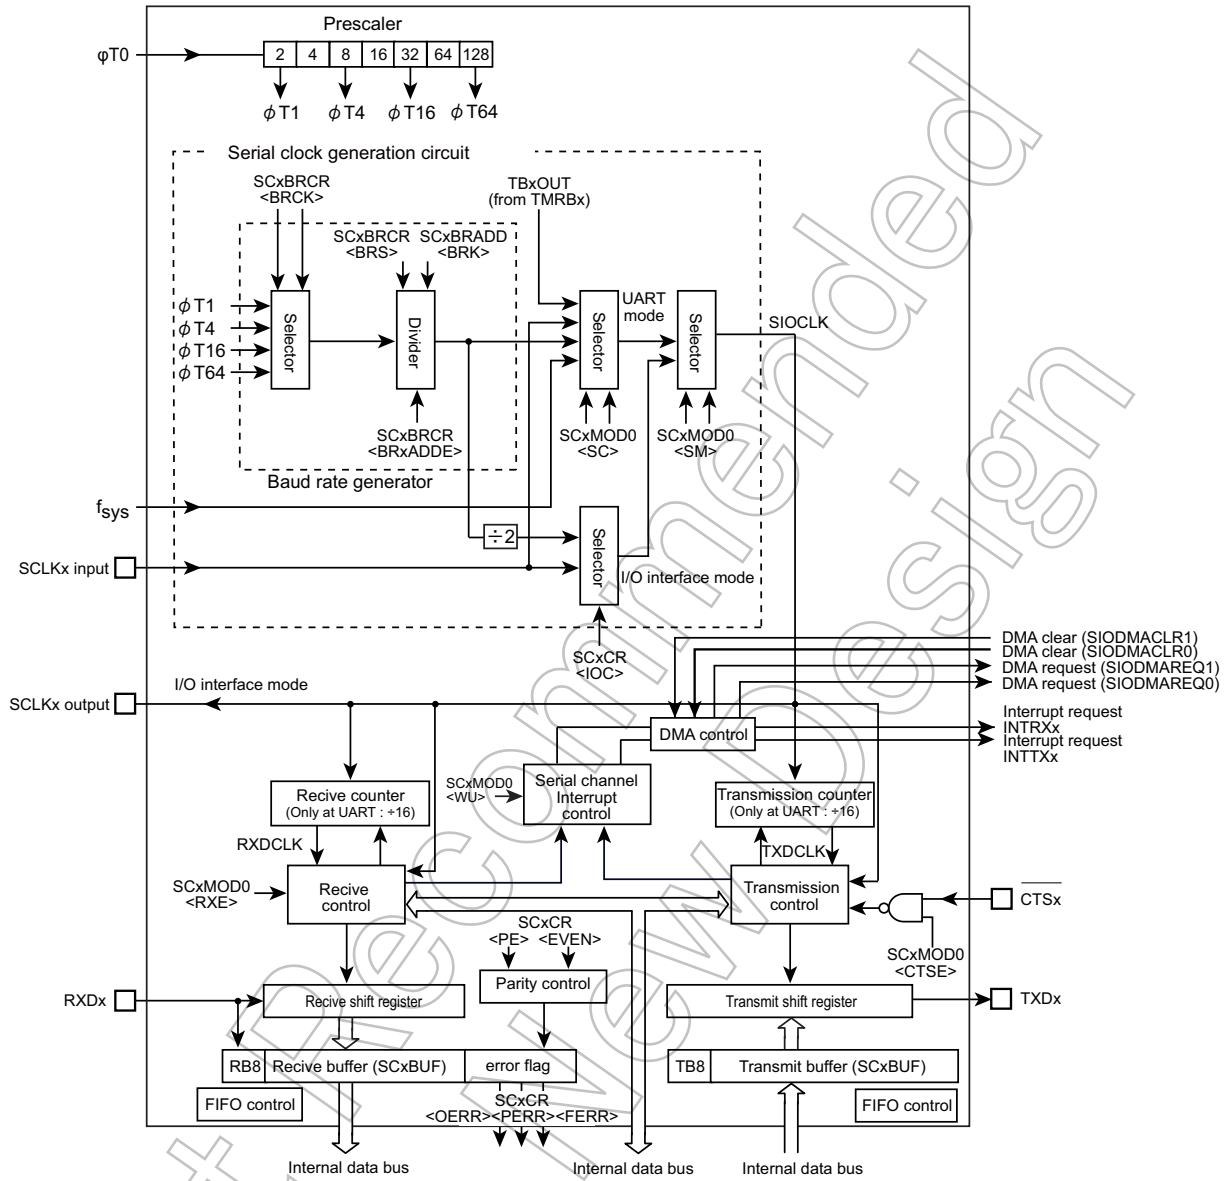 Prescaler
φT0
2 4 8 16 32 64 128
ϕT1 ϕT4 ϕT16 ϕT64
Serial clock generation circuit
SCxBRCR
<BRCK>
TBxOUT
(from TMRBx)
SCxBRCR
<BRS>
SCxBRADD
<BRK>
ϕT1
ϕT4
ϕT16
ϕT64
Selector
Divider
Selector
UART
mode
Selector
SIOCLK
SCxBRCR
<BRxADDE>
SCxMOD0
<SC>
SCxMOD0
<SM>
Baud rate generator
fsys
÷2
Selector
SCLKx input
I/O interface mode
SCxCR
<IOC>
DMA clear (SIODMACLR1)
DMA clear (SIODMACLR0)
DMA request (SIODMAREQ1)
DMA request (SIODMAREQ0)
I/O interface mode
SCLKx output
DMA control
Interrupt request
INTRXx
Interrupt request
INTTXx
Recive counter
(Only at UART : ÷16)
SCxMOD0
<WU>
Serial channel
Interrupt
control
Transmission counter
(Only at UART : ÷16)
RXDCLK
TXDCLK
SCxMOD0
<RXE>
Recive
control
Transmission
control
CTSx
SCxMOD0
<CTSE>
SCxCR
<PE> <EVEN>
Parity control
RXDx
Recive shift register
Transmit shift register
TXDx
RB8 Recive buffer (SCxBUF) error flag
TB8 Transmit buffer (SCxBUF)
FIFO control
SCxCR
<OERR><PERR><FERR>
FIFO control
Internal data bus
Internal data bus
Internal data bus
t Recommended
New Design